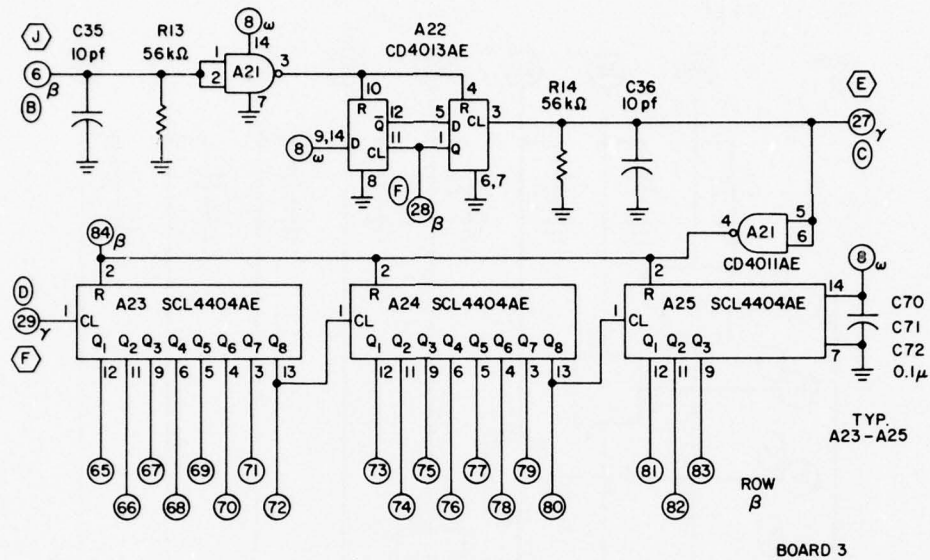 J
C35
10pf
R13
56kΩ
8
ω
14
A22
CD4013AE
6
β
B
1
2
A21
3
7
10
4
R
Q̅
12
5
R
CL
3
D
9,14
8
ω
D
CL
11
1
Q
8
F
28
β
6,7
R14
56kΩ
C36
10pf
E
27
γ
C
4
A21
5
6
CD4011AE
84
β
2
2
2
8
ω
D
29
γ
F
1
R
A23 SCL4404AE
CL
Q1 Q2 Q3 Q4 Q5 Q6 Q7 Q8
12 11 9 6 5 4 3 13
1
R
A24 SCL4404AE
CL
Q1 Q2 Q3 Q4 Q5 Q6 Q7 Q8
12 11 9 6 5 4 3 13
1
R
A25 SCL4404AE
CL
Q1 Q2 Q3
12 11 9
14
7
C70
C71
C72
0.1μ
TYP.
A23-A25
65 67 69 71 73 75 77 79 81 83
66 68 70 72 74 76 78 80 82
ROW
β
BOARD 3